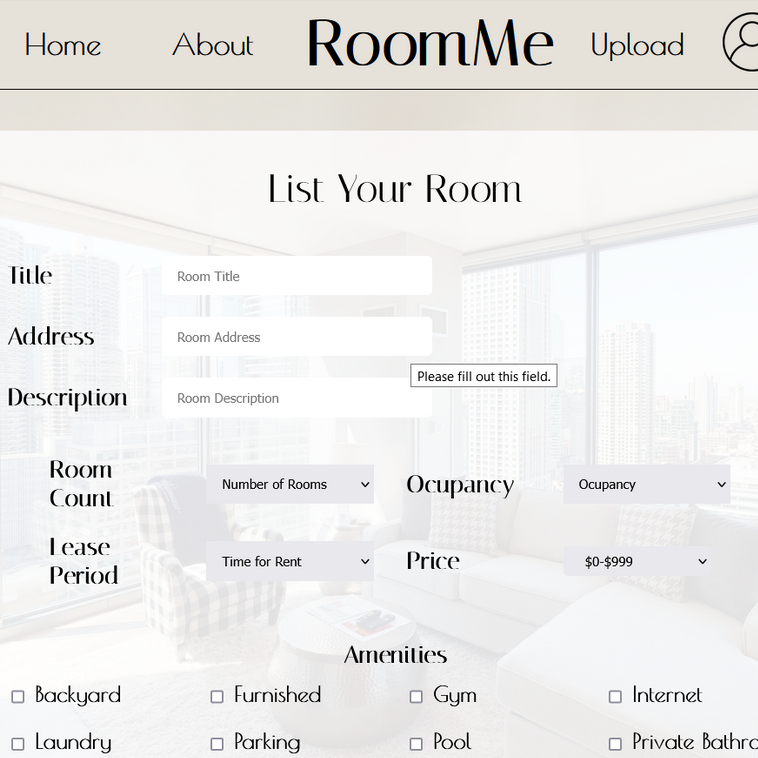 Home About RoomMe Upload
List Your Room
Title Room Title
Address Room Address
Please fill out this field.
Description Room Description
Room Count Number of Rooms Ocupancy Ocupancy
Lease Period Time for Rent Price $0-$999
Amenities
Backyard Furnished Gym Internet
Laundry Parking Pool Private Bathro